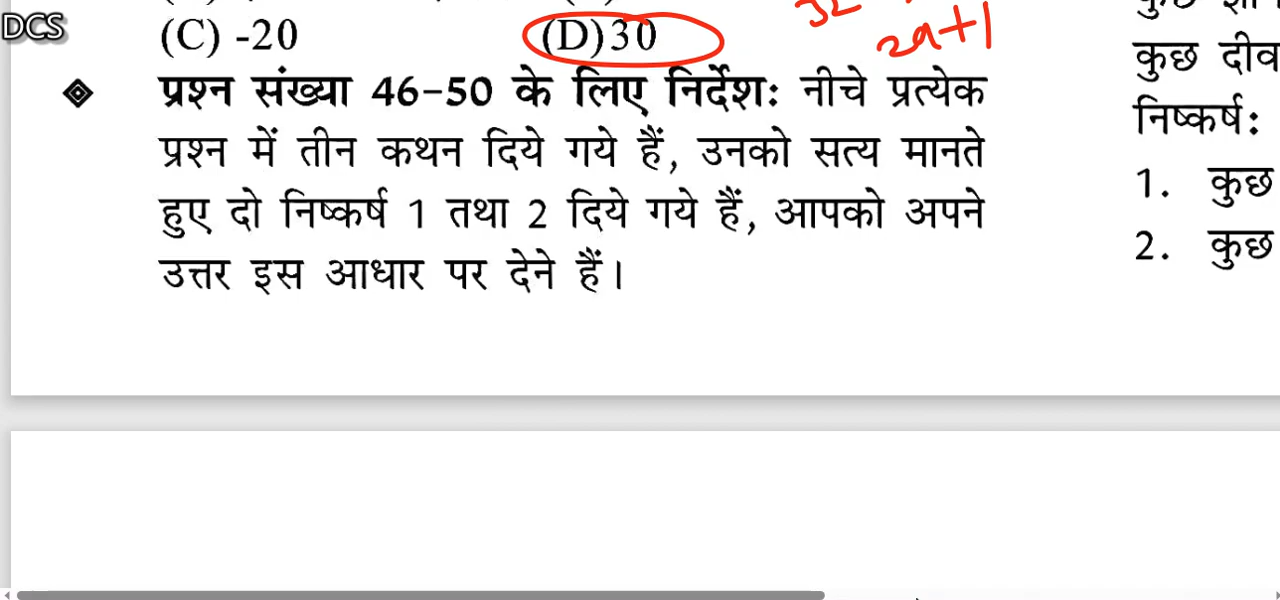 DCS
(C) -20
(D) 30
2a+1
प्रश्न संख्या 46-50 के लिए निर्देश: नीचे प्रत्येक
प्रश्न में तीन कथन दिये गये हैं, उनको सत्य मानते
हुए दो निष्कर्ष 1 तथा 2 दिये गये हैं, आपको अपने
उत्तर इस आधार पर देने हैं।
कुछ दीव
निष्कर्ष:
1. कुछ
2. कुछ